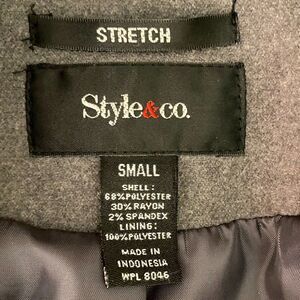 STRETCH
Style&co.
SMALL
SHELL:
68%POLYESTER
30%RAYON
2% SPANDEX
LINING:
100%POLYESTER
MADE IN
INDONESIA
WPL 8046